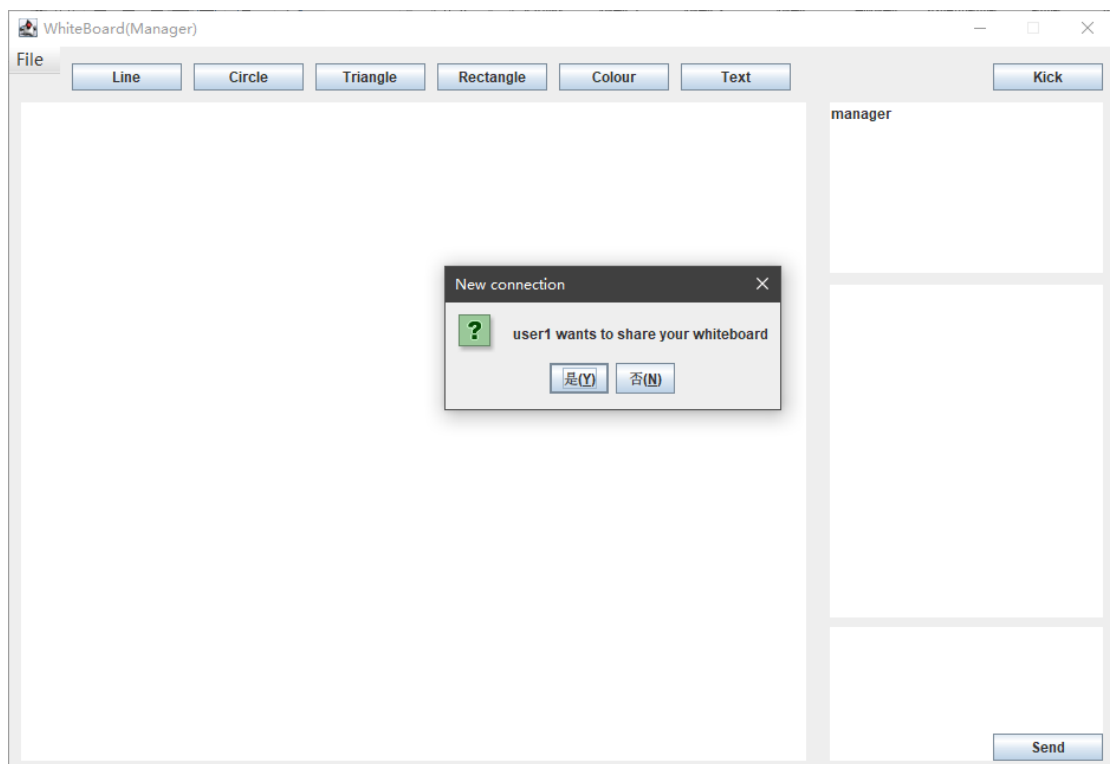 WhiteBoard(Manager)
File
Line Circle Triangle Rectangle Colour Text Kick
manager
New connection
user1 wants to share your whiteboard
是(Y) 否(N)
Send